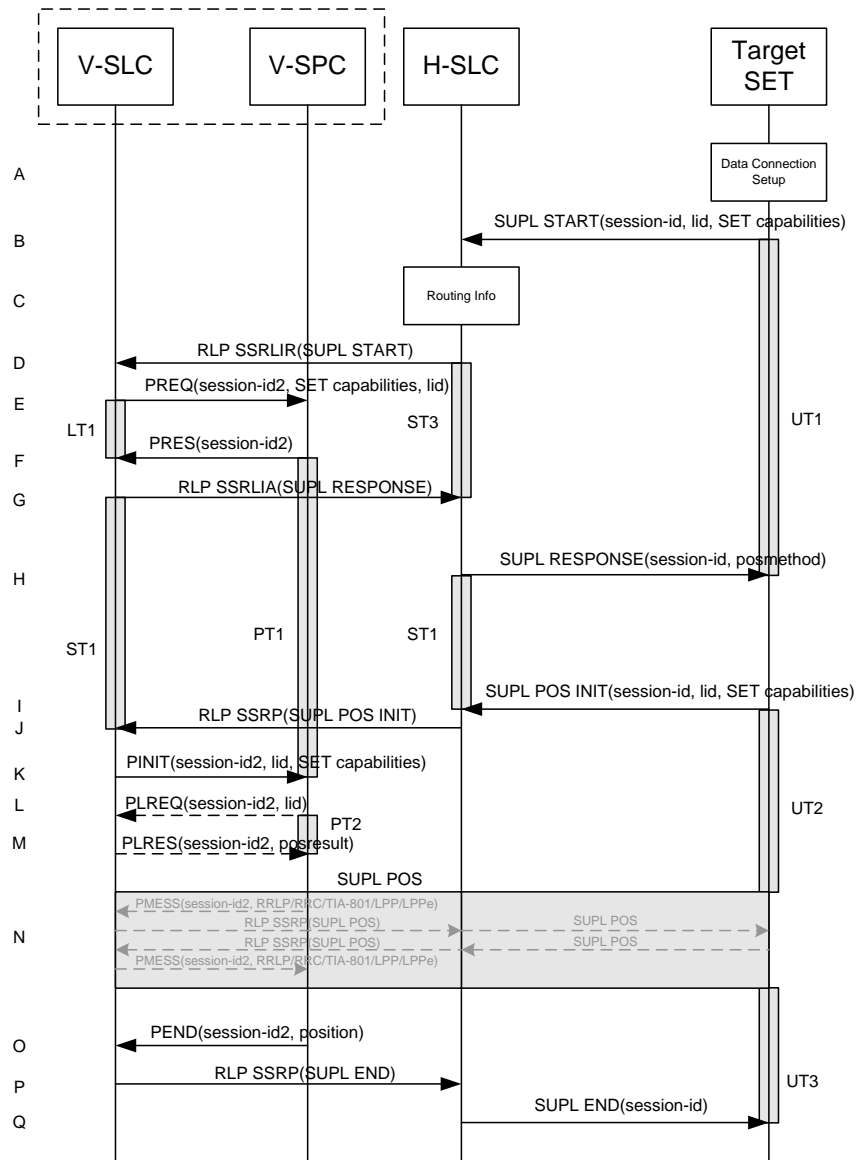 V-SLC V-SPC H-SLC Target
SET
A Data Connection
Setup
SUPL START(session-id, lid, SET capabilities)
B
C Routing Info
RLP SSRLIR(SUPL START)
D
PREQ(session-id2, SET capabilities, lid)
E
LT1 ST3 UT1
PRES(session-id2)
F
RLP SSRLIA(SUPL RESPONSE)
G
SUPL RESPONSE(session-id, posmethod)
H
ST1 PT1 ST1
SUPL POS INIT(session-id, lid, SET capabilities)
I
RLP SSRP(SUPL POS INIT)
J
PINIT(session-id2, lid, SET capabilities)
K
PLREQ(session-id2, lid)
L
PT2 UT2
PLRES(session-id2, posresult)
M
SUPL POS
PMESS(session-id2, RRLP/RRC/TIA-801/LPP/LPPe)
RLP SSRP(SUPL POS) SUPL POS
N
RLP SSRP(SUPL POS) SUPL POS
PMESS(session-id2, RRLP/RRC/TIA-801/LPP/LPPe)
PEND(session-id2, position)
O
RLP SSRP(SUPL END)
P UT3
SUPL END(session-id)
Q